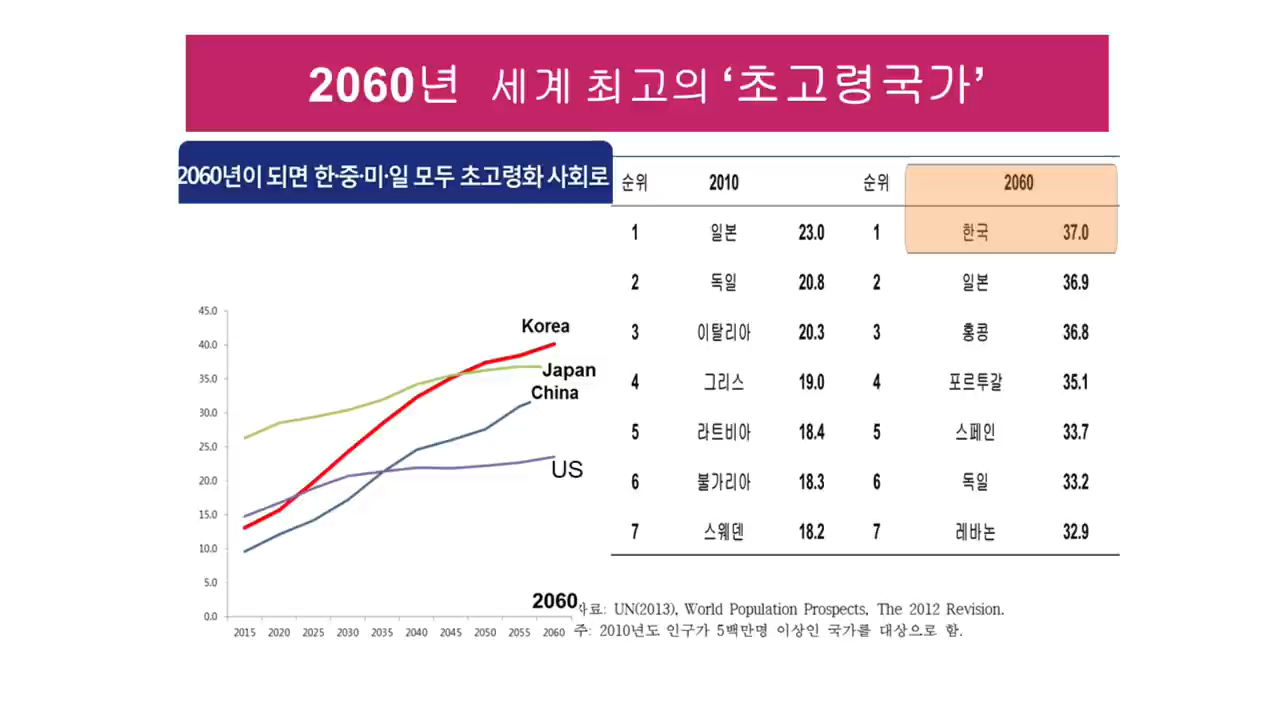 2060년 세계 최고의 ‘초고령국가’
2060년이 되면 한·중·미·일 모두 초고령화 사회로
순위 2010 순위 2060
1 일본 23.0 1 한국 37.0
2 독일 20.8 2 일본 36.9
3 이탈리아 20.3 3 홍콩 36.8
4 그리스 19.0 4 포르투갈 35.1
5 라트비아 18.4 5 스페인 33.7
6 불가리아 18.3 6 독일 33.2
7 스웨덴 18.2 7 레바논 32.9
45.0
40.0
35.0
30.0
25.0
20.0
15.0
10.0
5.0
0.0
Korea
Japan
China
US
2060
2015 2020 2025 2030 2035 2040 2045 2050 2055 2060
자료: UN(2013), World Population Prospects, The 2012 Revision.
주: 2010년도 인구가 5백만명 이상인 국가를 대상으로 함.